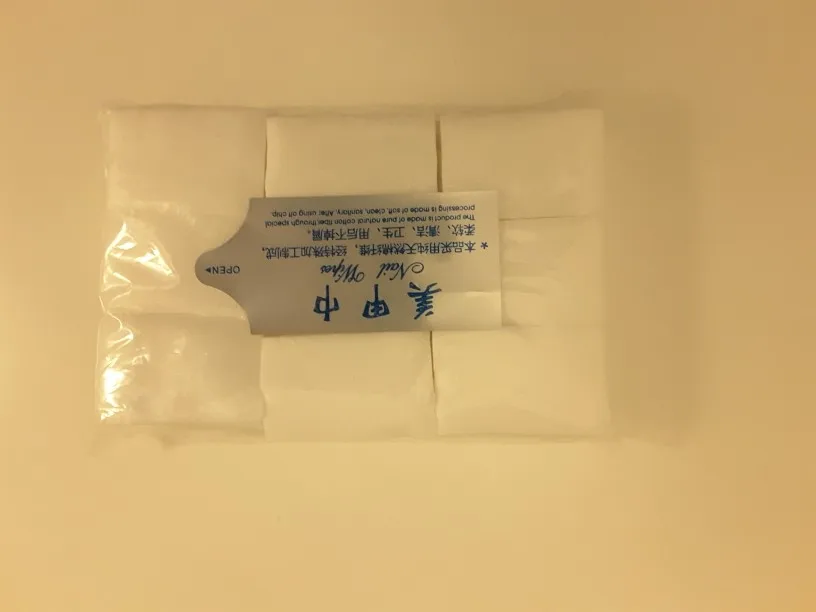 美甲巾
Nail Wipes
★ 本品采用纯天然棉纤维，经特殊加工制成，
柔软、清洁、卫生、用后不掉屑。
The product is made of pure natural cotton fiber through special.
processing is made of soft, clean, sanitary. After using off chip.
OPEN▶